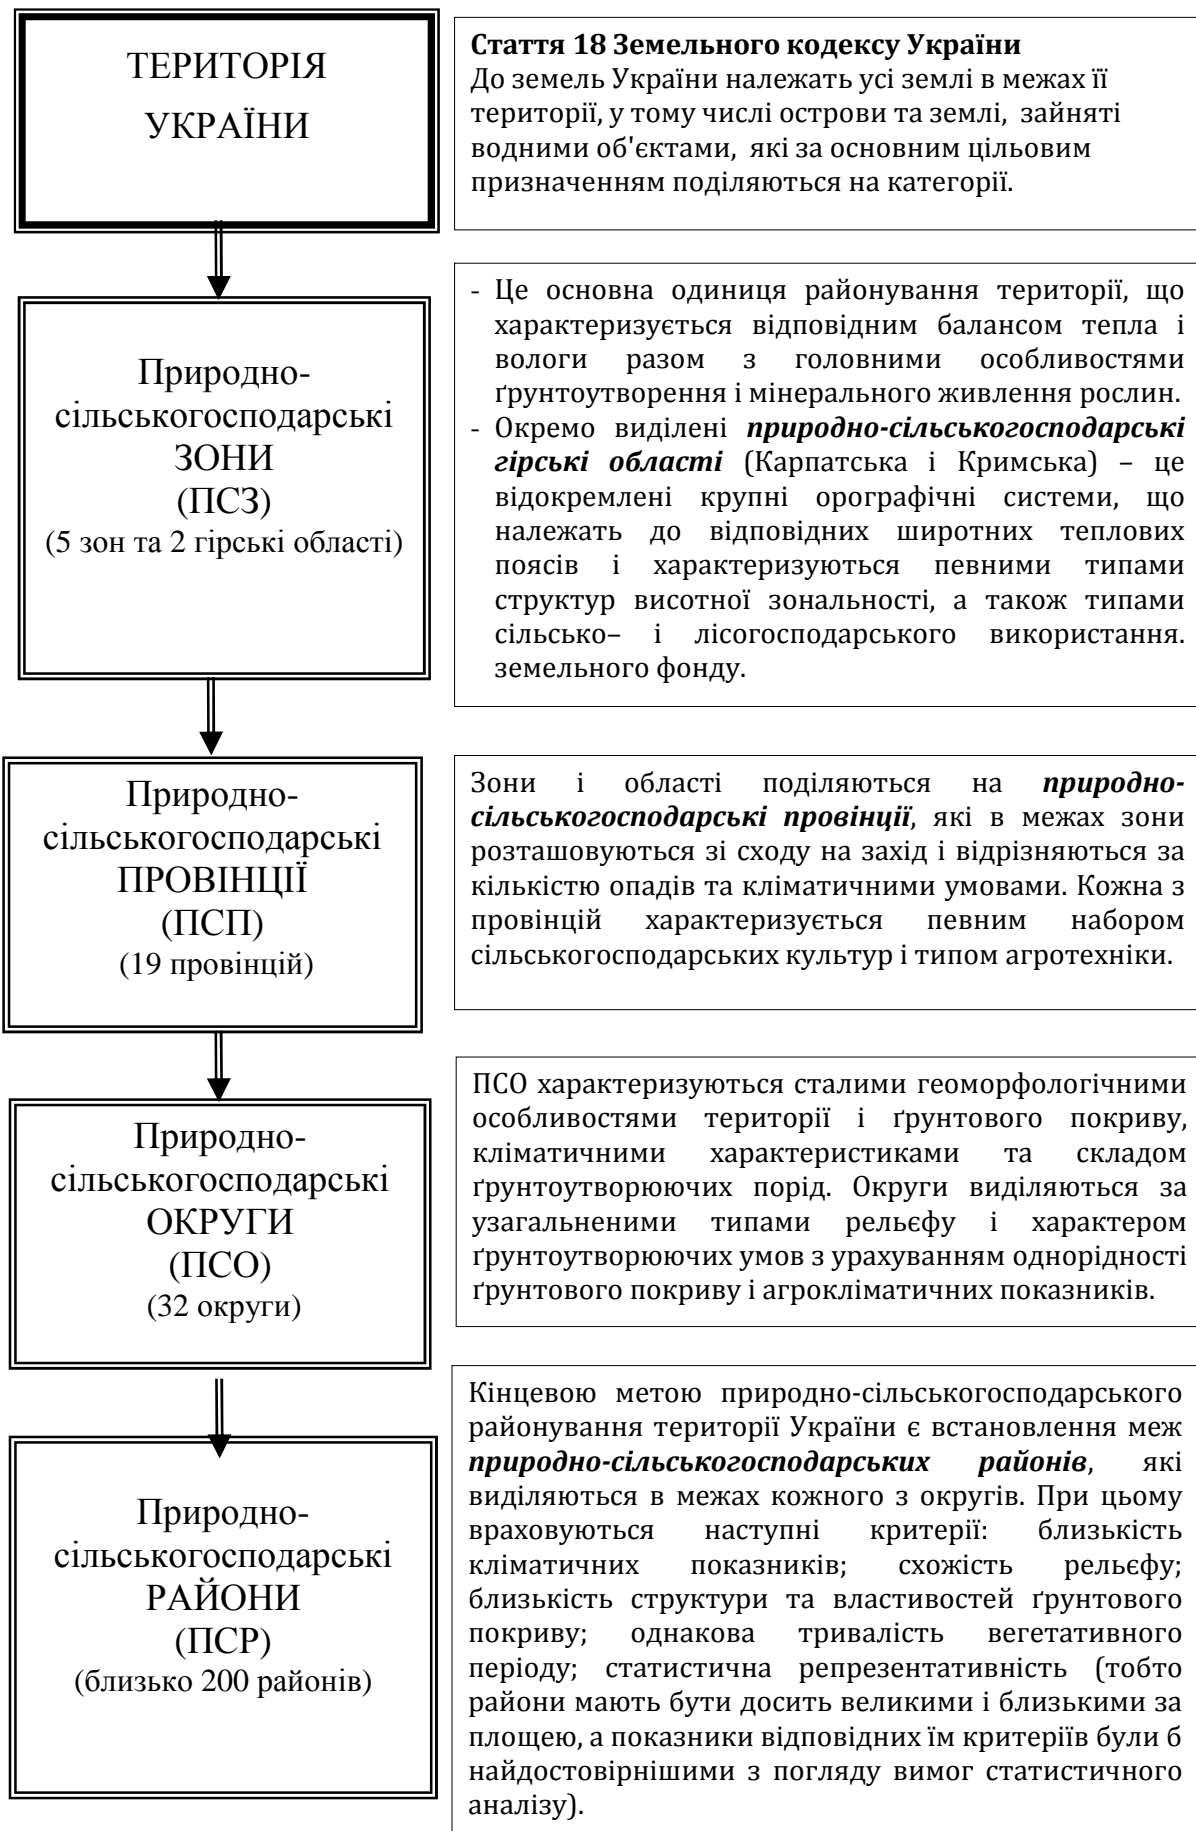 ТЕРИТОРІЯ
УКРАЇНИ
Стаття 18 Земельного кодексу України
До земель України належать усі землі в межах її
території, у тому числі острови та землі, зайняті
водними об'єктами, які за основним цільовим
призначенням поділяються на категорії.
Природно-
сільськогосподарські
ЗОНИ
(ПСЗ)
(5 зон та 2 гірські області)
- Це основна одиниця районування території, що
характеризується відповідним балансом тепла і
вологи разом з головними особливостями
ґрунтоутворення і мінерального живлення рослин.
- Окремо виділені природно-сільськогосподарські
гірські області (Карпатська і Кримська) – це
відокремлені крупні орографічні системи, що
належать до відповідних широтних теплових
поясів і характеризуються певними типами
структур висотної зональності, а також типами
сільсько– і лісогосподарського використання.
земельного фонду.
Природно-
сільськогосподарські
ПРОВІНЦІЇ
(ПСП)
(19 провінцій)
Зони і області поділяються на природно-
сільськогосподарські провінції, які в межах зони
розташовуються зі сходу на захід і відрізняються за
кількістю опадів та кліматичними умовами. Кожна з
провінцій характеризується певним набором
сільськогосподарських культур і типом агротехніки.
Природно-
сільськогосподарські
ОКРУГИ
(ПСО)
(32 округи)
ПСО характеризуються сталими геоморфологічними
особливостями території і ґрунтового покриву,
кліматичними характеристиками та складом
ґрунтоутворюючих порід. Округи виділяються за
узагальненими типами рельєфу і характером
ґрунтоутворюючих умов з урахуванням однорідності
ґрунтового покриву і агрокліматичних показників.
Природно-
сільськогосподарські
РАЙОНИ
(ПСР)
(близько 200 районів)
Кінцевою метою природно-сільськогосподарського
районування території України є встановлення меж
природно-сільськогосподарських районів, які
виділяються в межах кожного з округів. При цьому
враховуються наступні критерії: близькість
кліматичних показників; схожість рельєфу;
близькість структури та властивостей ґрунтового
покриву; однакова тривалість вегетативного
періоду; статистична репрезентативність (тобто
райони мають бути досить великими і близькими за
площею, а показники відповідних їм критеріїв були б
найдостовірнішими з погляду вимог статистичного
аналізу).